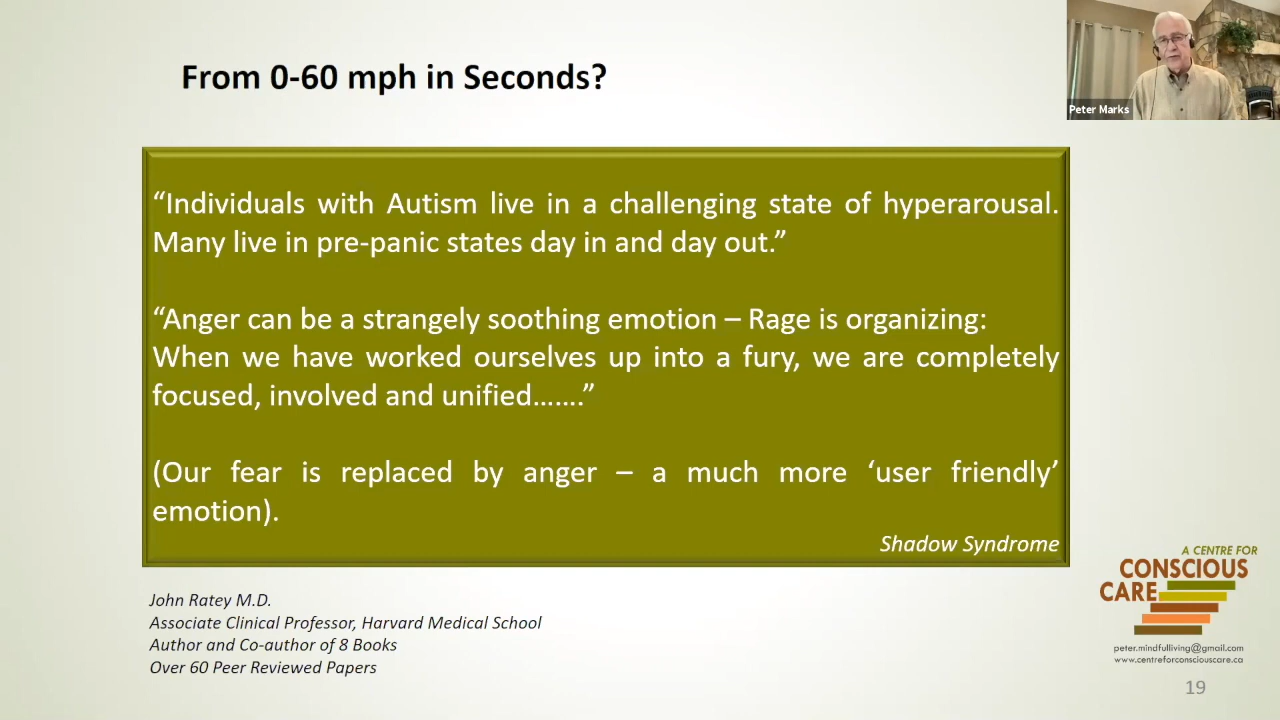 From 0-60 mph in Seconds?
Peter Marks
“Individuals with Autism live in a challenging state of hyperarousal.
Many live in pre-panic states day in and day out.”
“Anger can be a strangely soothing emotion – Rage is organizing:
When we have worked ourselves up into a fury, we are completely
focused, involved and unified…….”
(Our fear is replaced by anger – a much more ‘user friendly’
emotion).
Shadow Syndrome
John Ratey M.D.
Associate Clinical Professor, Harvard Medical School
Author and Co-author of 8 Books
Over 60 Peer Reviewed Papers
A CENTRE FOR
CONSCIOUS
CARE
peter.mindfulliving@gmail.com
www.centreforconsciouscare.ca
19